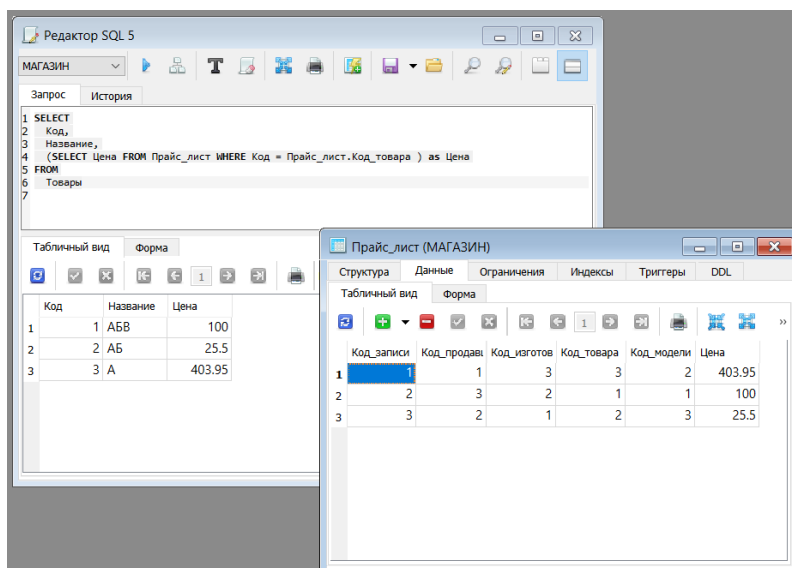 Редактор SQL 5
МАГАЗИН
Запрос История
1 SELECT
2 Код,
3 Название,
4 (SELECT Цена FROM Прайс_лист WHERE Код = Прайс_лист.Код_товара ) as Цена
5 FROM
6 Товары
7
Табличный вид Форма
1
Код Название Цена
1 1 АБВ 100
2 2 АБ 25.5
3 3 А 403.95
Прайс_лист (МАГАЗИН)
Структура Данные Ограничения Индексы Триггеры DDL
Табличный вид Форма
1 »
Код_записи Код_продавц Код_изготов Код_товара Код_модели Цена
1 1 1 3 3 2 403.95
2 2 3 2 1 1 100
3 3 2 1 2 3 25.5